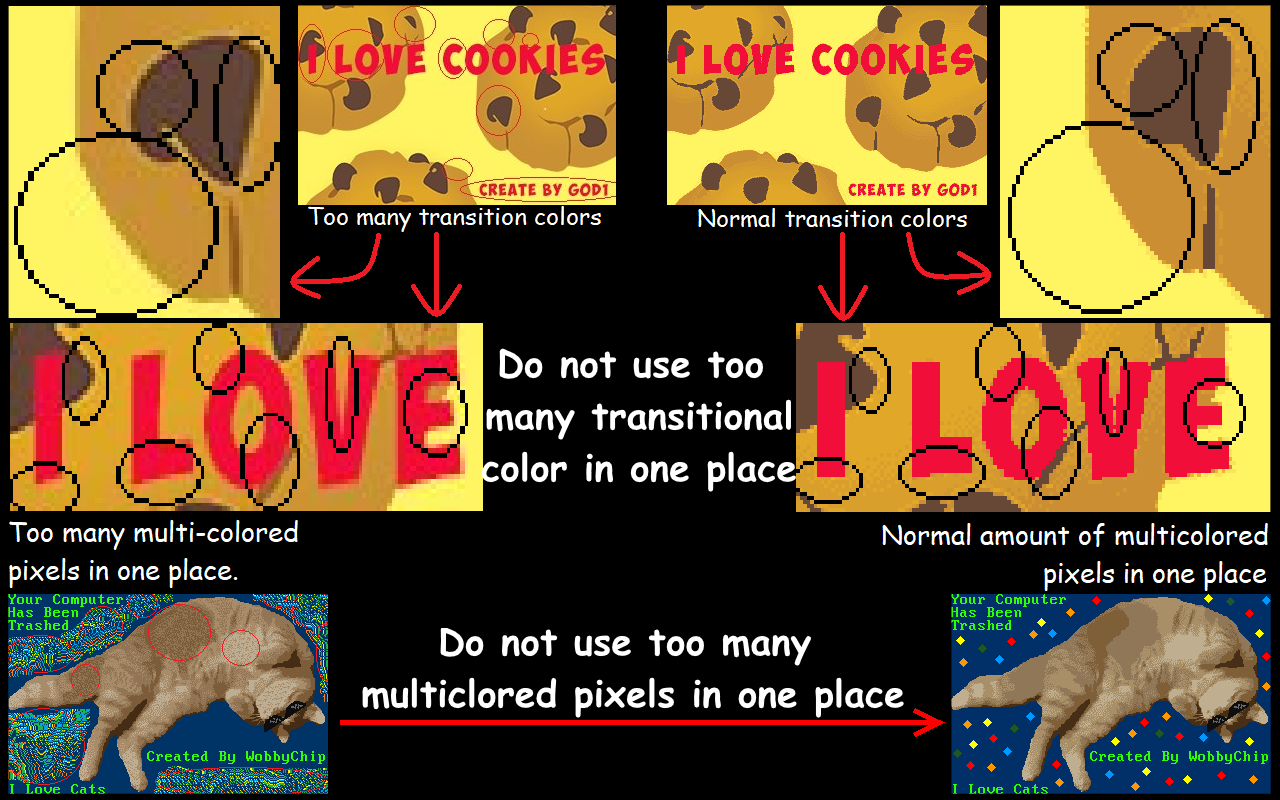 I LOVE COOKIES
CREATE BY GOD1
Too many transition colors
I LOVE COOKIES
CREATE BY GOD1
Normal transition colors
I LOVE
Do not use too
many transitional
color in one place
I LOVE
Too many multi-colored
pixels in one place.
Normal amount of multicolored
pixels in one place
Your Computer
Has Been
Trashed
Created By WobbyChip
I Love Cats
Do not use too many
multiclored pixels in one place
Your Computer
Has Been
Trashed
Created By WobbyChip
I Love Cats